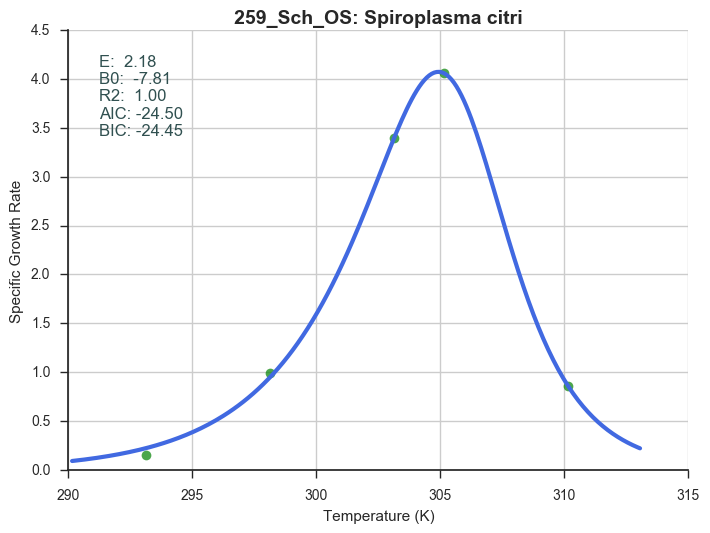 259_Sch_OS: Spiroplasma citri
E:  2.18
B0:  -7.81
R2:  1.00
AIC: -24.50
BIC: -24.45
4.5
4.0
3.5
3.0
2.5
2.0
1.5
1.0
0.5
0.0
Specific Growth Rate
290 295 300 305 310 315
Temperature (K)